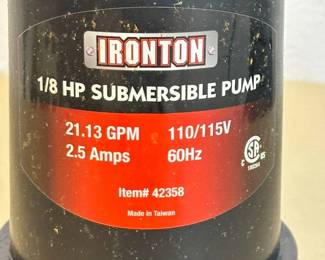 IRONTON
1/8 HP SUBMERSIBLE PUMP
21.13 GPM 110/115V
2.5 Amps 60Hz
Item# 42358
Made in Taiwan